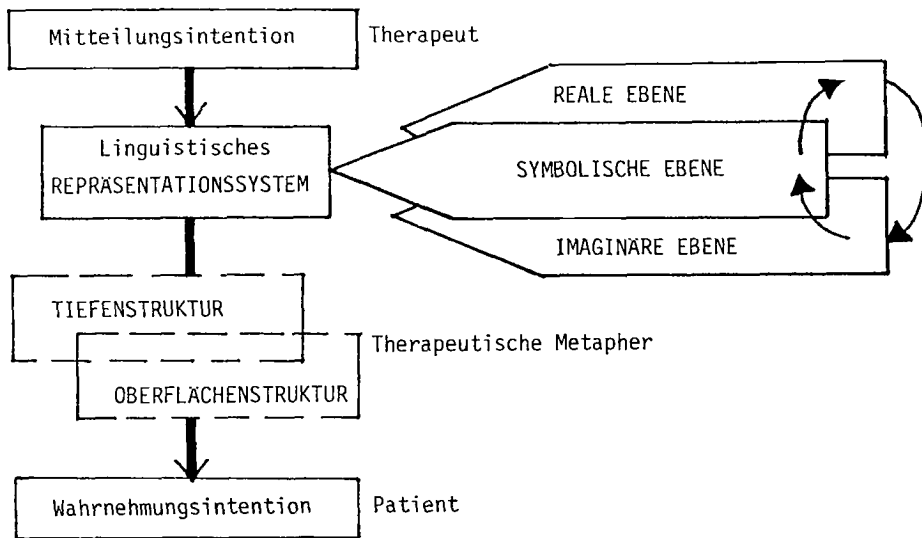 Mitteilungsintention
Therapeut
REALE EBENE
Linguistisches
REPRÄSENTATIONSSYSTEM
SYMBOLISCHE EBENE
IMAGINÄRE EBENE
TIEFENSTRUKTUR
Therapeutische Metapher
OBERFLÄCHENSTRUKTUR
Wahrnehmungsintention
Patient